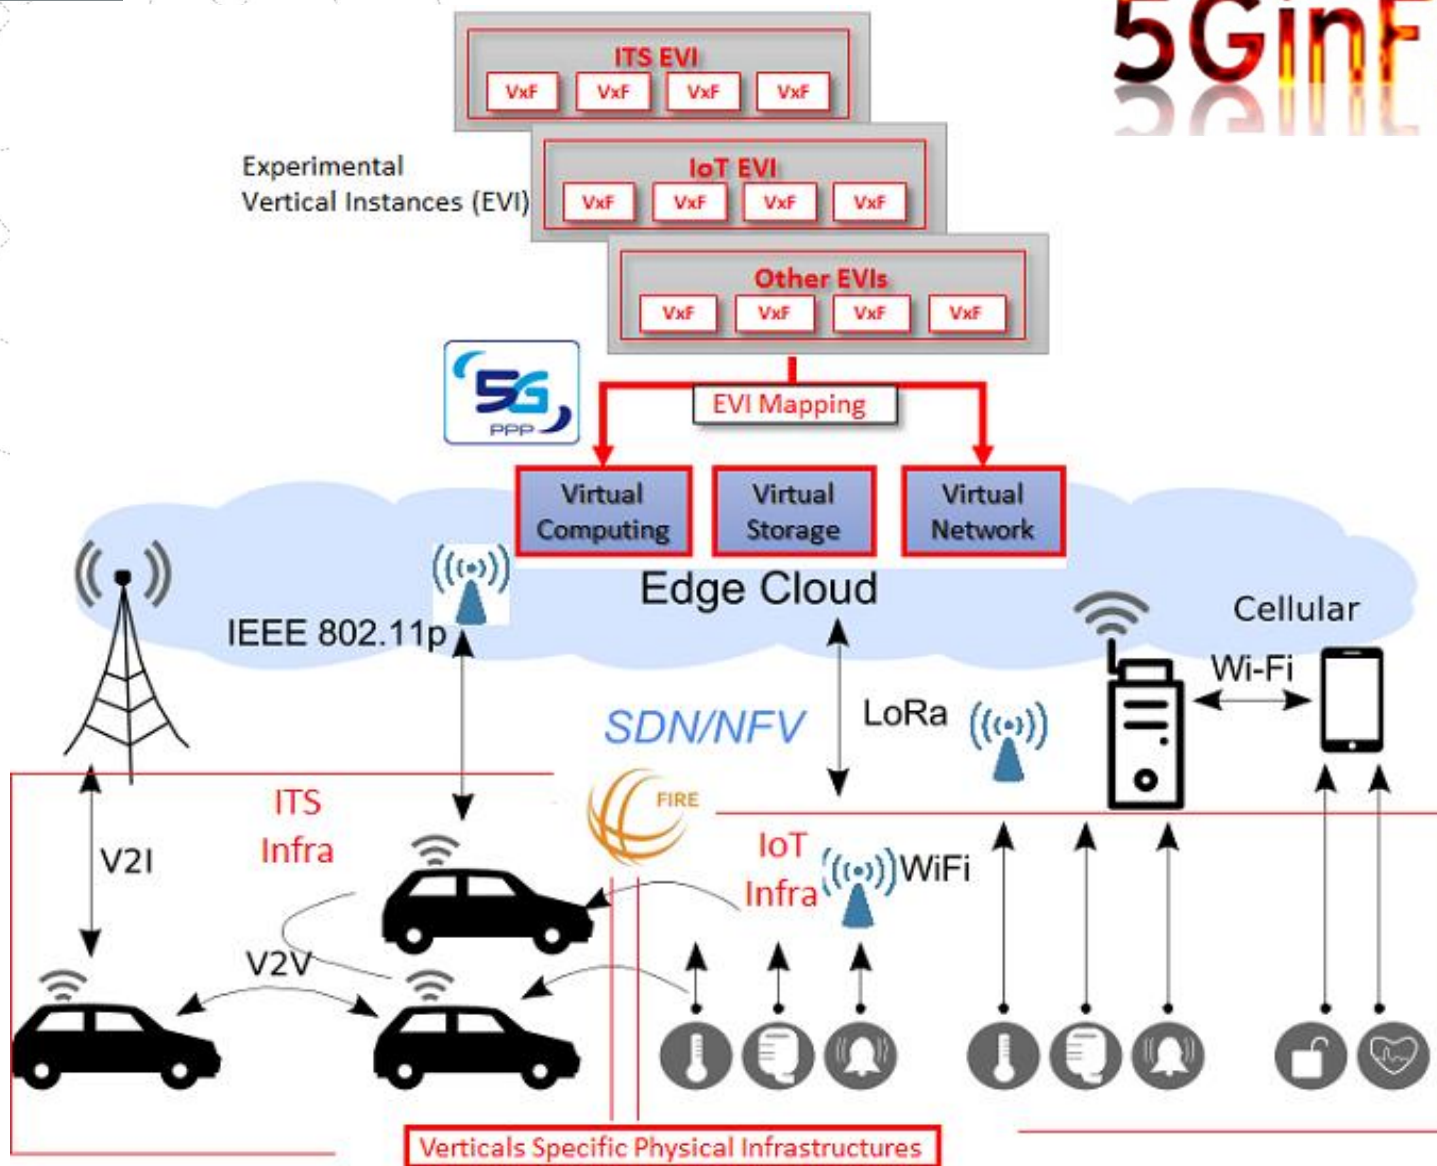 5GinF
ITS EVI
VxF VxF VxF VxF
Experimental
Vertical Instances (EVI)
IoT EVI
VxF VxF VxF VxF
Other EVIs
VxF VxF VxF VxF
5G
PPP
EVI Mapping
Virtual
Computing
Virtual
Storage
Virtual
Network
Edge Cloud
IEEE 802.11p
Cellular
Wi-Fi
SDN/NFV
LoRa
FIRE
ITS
Infra
V2I
IoT
Infra
WiFi
V2V
Verticals Specific Physical Infrastructures